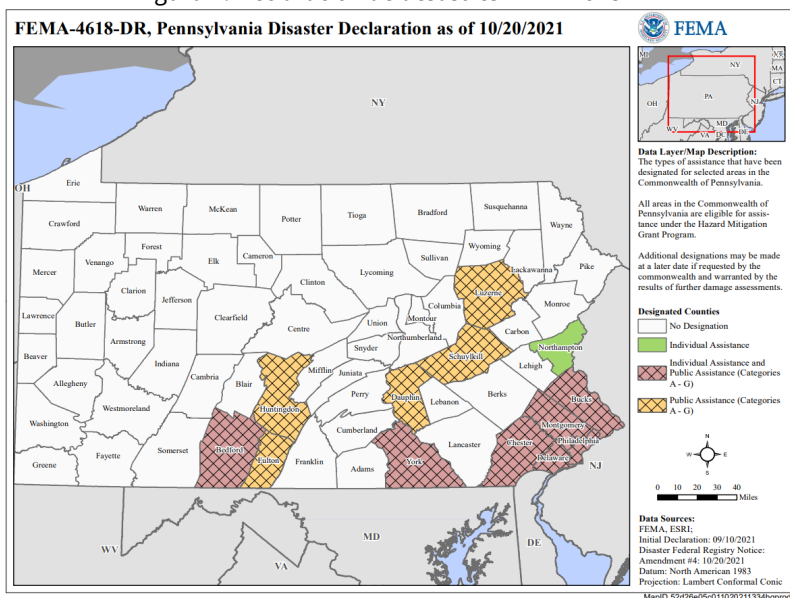 FEMA-4618-DR, Pennsylvania Disaster Declaration as of 10/20/2021
FEMA
NY
OH
Erie
Crawford
Warren
McKean
Potter
Tioga
Bradford
Susquehanna
Wayne
Forest
Venango
Elk
Cameron
Sullivan
Wyoming
Lackawanna
Pike
Mercer
Clarion
Jefferson
Clinton
Lycoming
Luzerne
Monroe
Lawrence
Butler
Clearfield
Centre
Union
Columbia
Montour
Northumberland
Carbon
Northampton
Beaver
Armstrong
Indiana
Snyder
Schuylkill
Lehigh
Allegheny
Cambria
Blair
Mifflin
Juniata
Perry
Dauphin
Lebanon
Berks
Bucks
Westmoreland
Huntingdon
Montgomery
Washington
Cumberland
Philadelphia
Greene
Fayette
Somerset
Bedford
Fulton
Franklin
Adams
York
Lancaster
Chester
Delaware
NJ
WV
MD
DE
VA
MI
NY
MA
CT
OH
PA
NJ
WV
MD
VA
DC
DE
Data Layer/Map Description:
The types of assistance that have been
designated for selected areas in the
Commonwealth of Pennsylvania.
All areas in the Commonwealth of
Pennsylvania are eligible for assis-
tance under the Hazard Mitigation
Grant Program.
Additional designations may be made
at a later date if requested by the
commonwealth and warranted by the
results of further damage assessments.
Designated Counties
No Designation
Individual Assistance
Individual Assistance and
Public Assistance (Categories
A - G)
Public Assistance (Categories
A - G)
N
W E
S
0 10 20 30 40
Miles
Data Sources:
FEMA, ESRI;
Initial Declaration: 09/10/2021
Disaster Federal Registry Notice:
Amendment #4: 10/20/2021
Datum: North American 1983
Projection: Lambert Conformal Conic